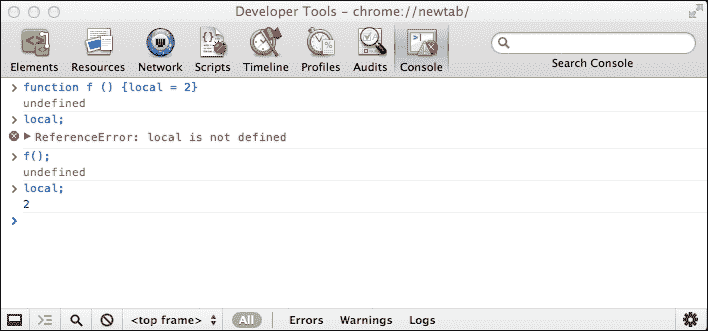 Developer Tools - chrome://newtab/
Elements Resources Network Scripts Timeline Profiles Audits Console
Search Console
> function f () {local = 2}
undefined
> local;
ReferenceError: local is not defined
> f();
undefined
> local;
2
>
<top frame> All Errors Warnings Logs